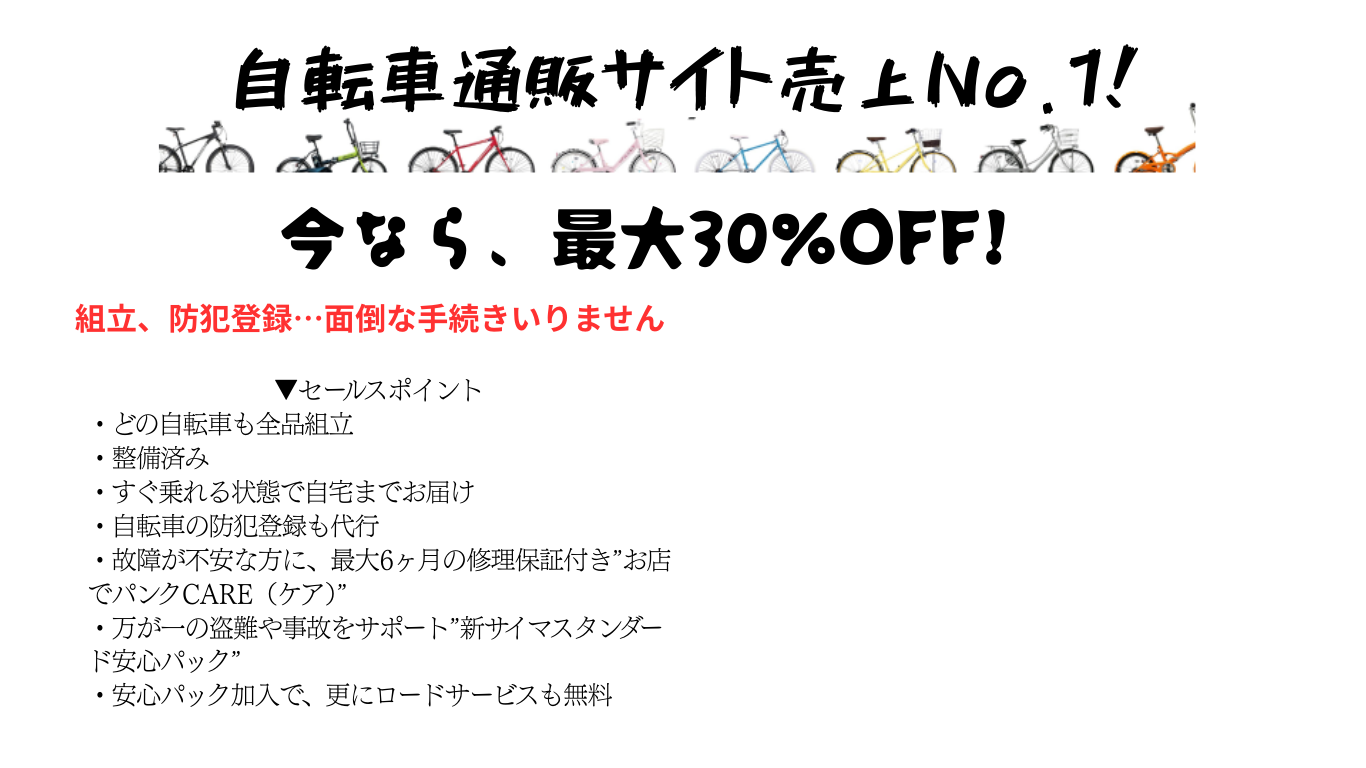 自転車通販サイト売上No.1!
今なら、最大30%OFF!
組立、防犯登録…面倒な手続きいりません
▼セールスポイント
・どの自転車も全品組立
・整備済み
・すぐ乗れる状態で自宅までお届け
・自転車の防犯登録も代行
・故障が不安な方に、最大6ヶ月の修理保証付き”お店
でパンクCARE（ケア）”
・万が一の盗難や事故をサポート”新サイマスタンダー
ド安心パック”
・安心パック加入で、更にロードサービスも無料